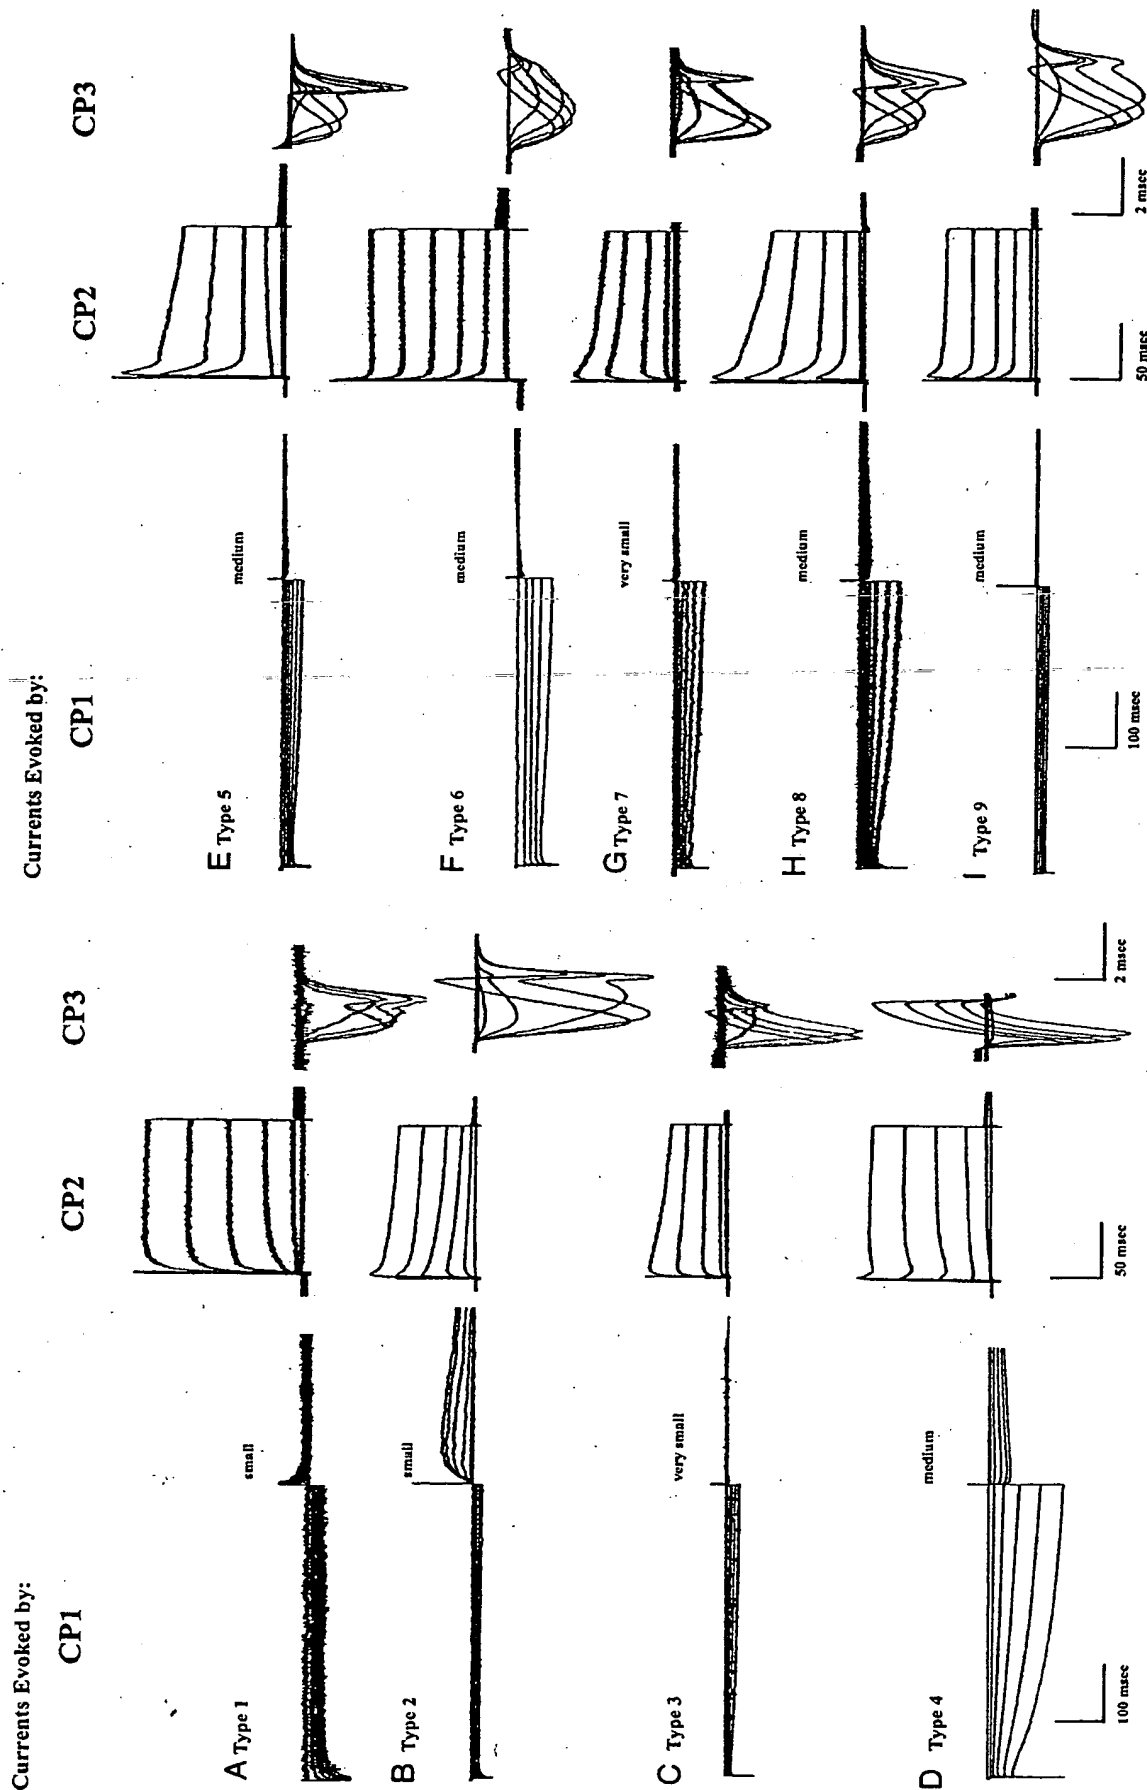 Currents Evoked by:
CP1 CP2 CP3
A Type 1
small
B Type 2
small
C Type 3
very small
D Type 4
medium
100 msec
50 msec
2 msec
Currents Evoked by:
CP1 CP2 CP3
E Type 5
medium
F Type 6
medium
G Type 7
very small
H Type 8
medium
I Type 9
medium
100 msec
50 msec
2 msec